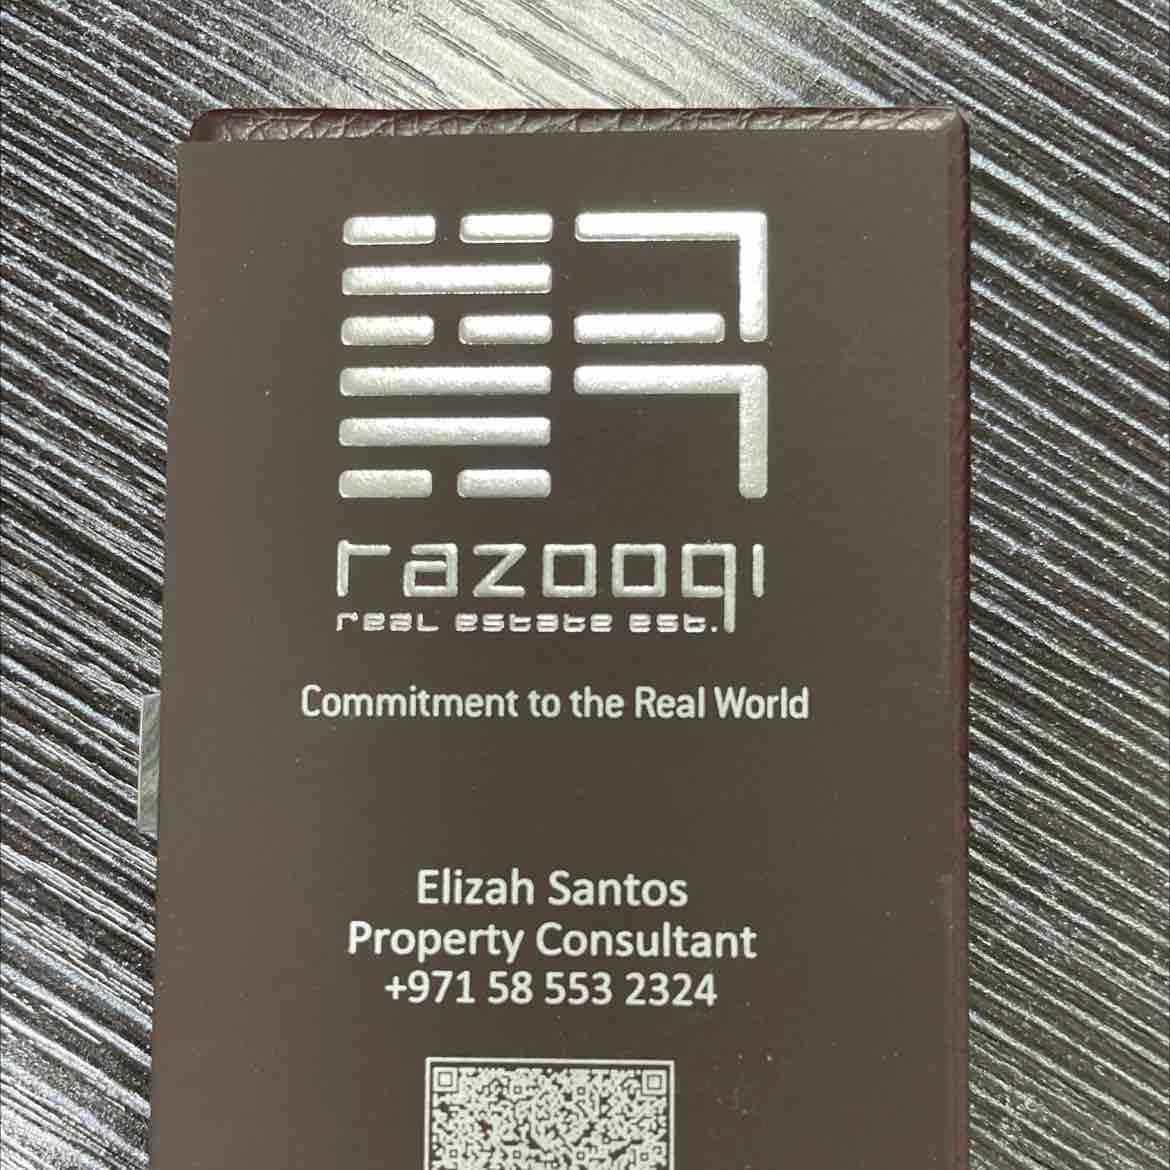 razooqi
real estate est.
Commitment to the Real World
Elizah Santos
Property Consultant
+971 58 553 2324